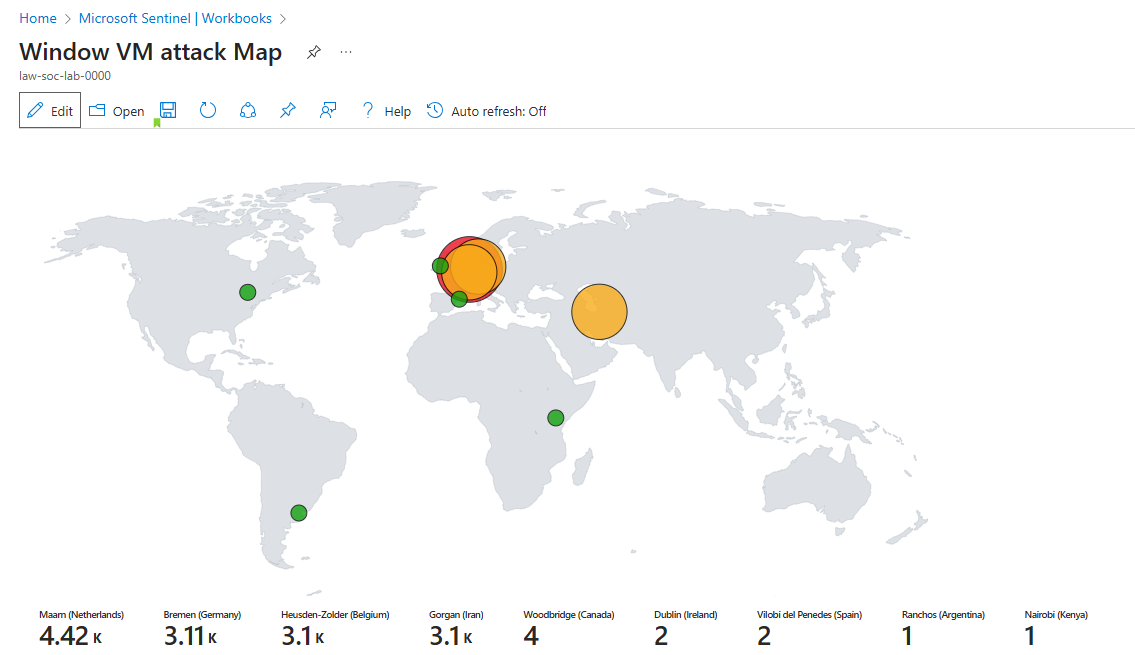 Home > Microsoft Sentinel | Workbooks >
Window VM attack Map ...
law-soc-lab-0000
Edit Open ? Help Auto refresh: Off
Maarn (Netherlands) Bremen (Germany) Heusden-Zolder (Belgium) Gorgan (Iran) Woodbridge (Canada) Dublin (Ireland) Vilobi del Penedes (Spain) Ranchos (Argentina) Nairobi (Kenya)
4.42 K 3.11 K 3.1 K 3.1 K 4 2 2 1 1